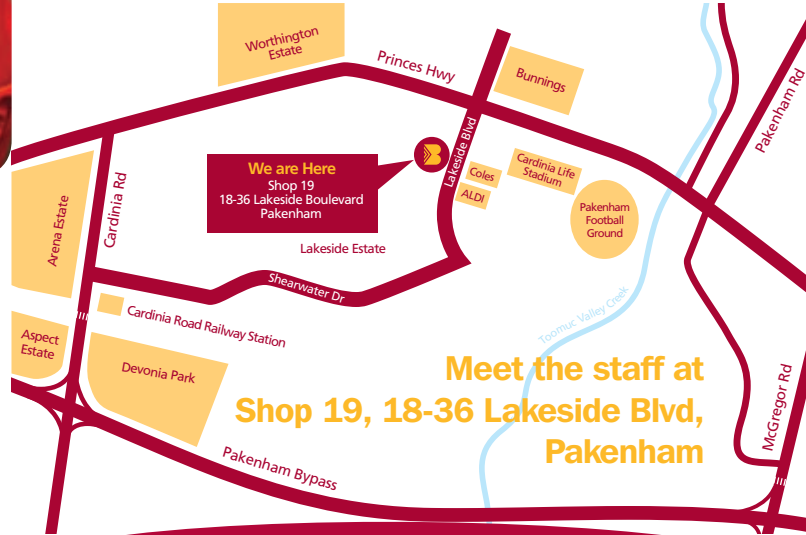 Worthington
Estate
Princes Hwy
Bunnings
Pakenham Rd
We are Here
Shop 19
18-36 Lakeside Boulevard
Pakenham
B
Lakeside Blvd
Coles
ALDI
Cardinia Life
Stadium
Pakenham
Football
Ground
Arena Estate
Cardinia Rd
Lakeside Estate
Shearwater Dr
Cardinia Road Railway Station
Toomuc Valley Creek
Aspect
Estate
Devonia Park
Meet the staff at
Shop 19, 18-36 Lakeside Blvd,
Pakenham
McGregor Rd
Pakenham Bypass